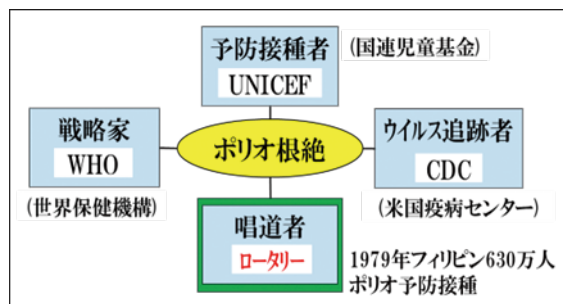 予防接種者
UNICEF
(国連児童基金)
戦略家
WHO
(世界保健機構)
ポリオ根絶
ウイルス追跡者
CDC
(米国疫病センター)
唱道者
ロータリー
1979年フィリピン630万人
ポリオ予防接種